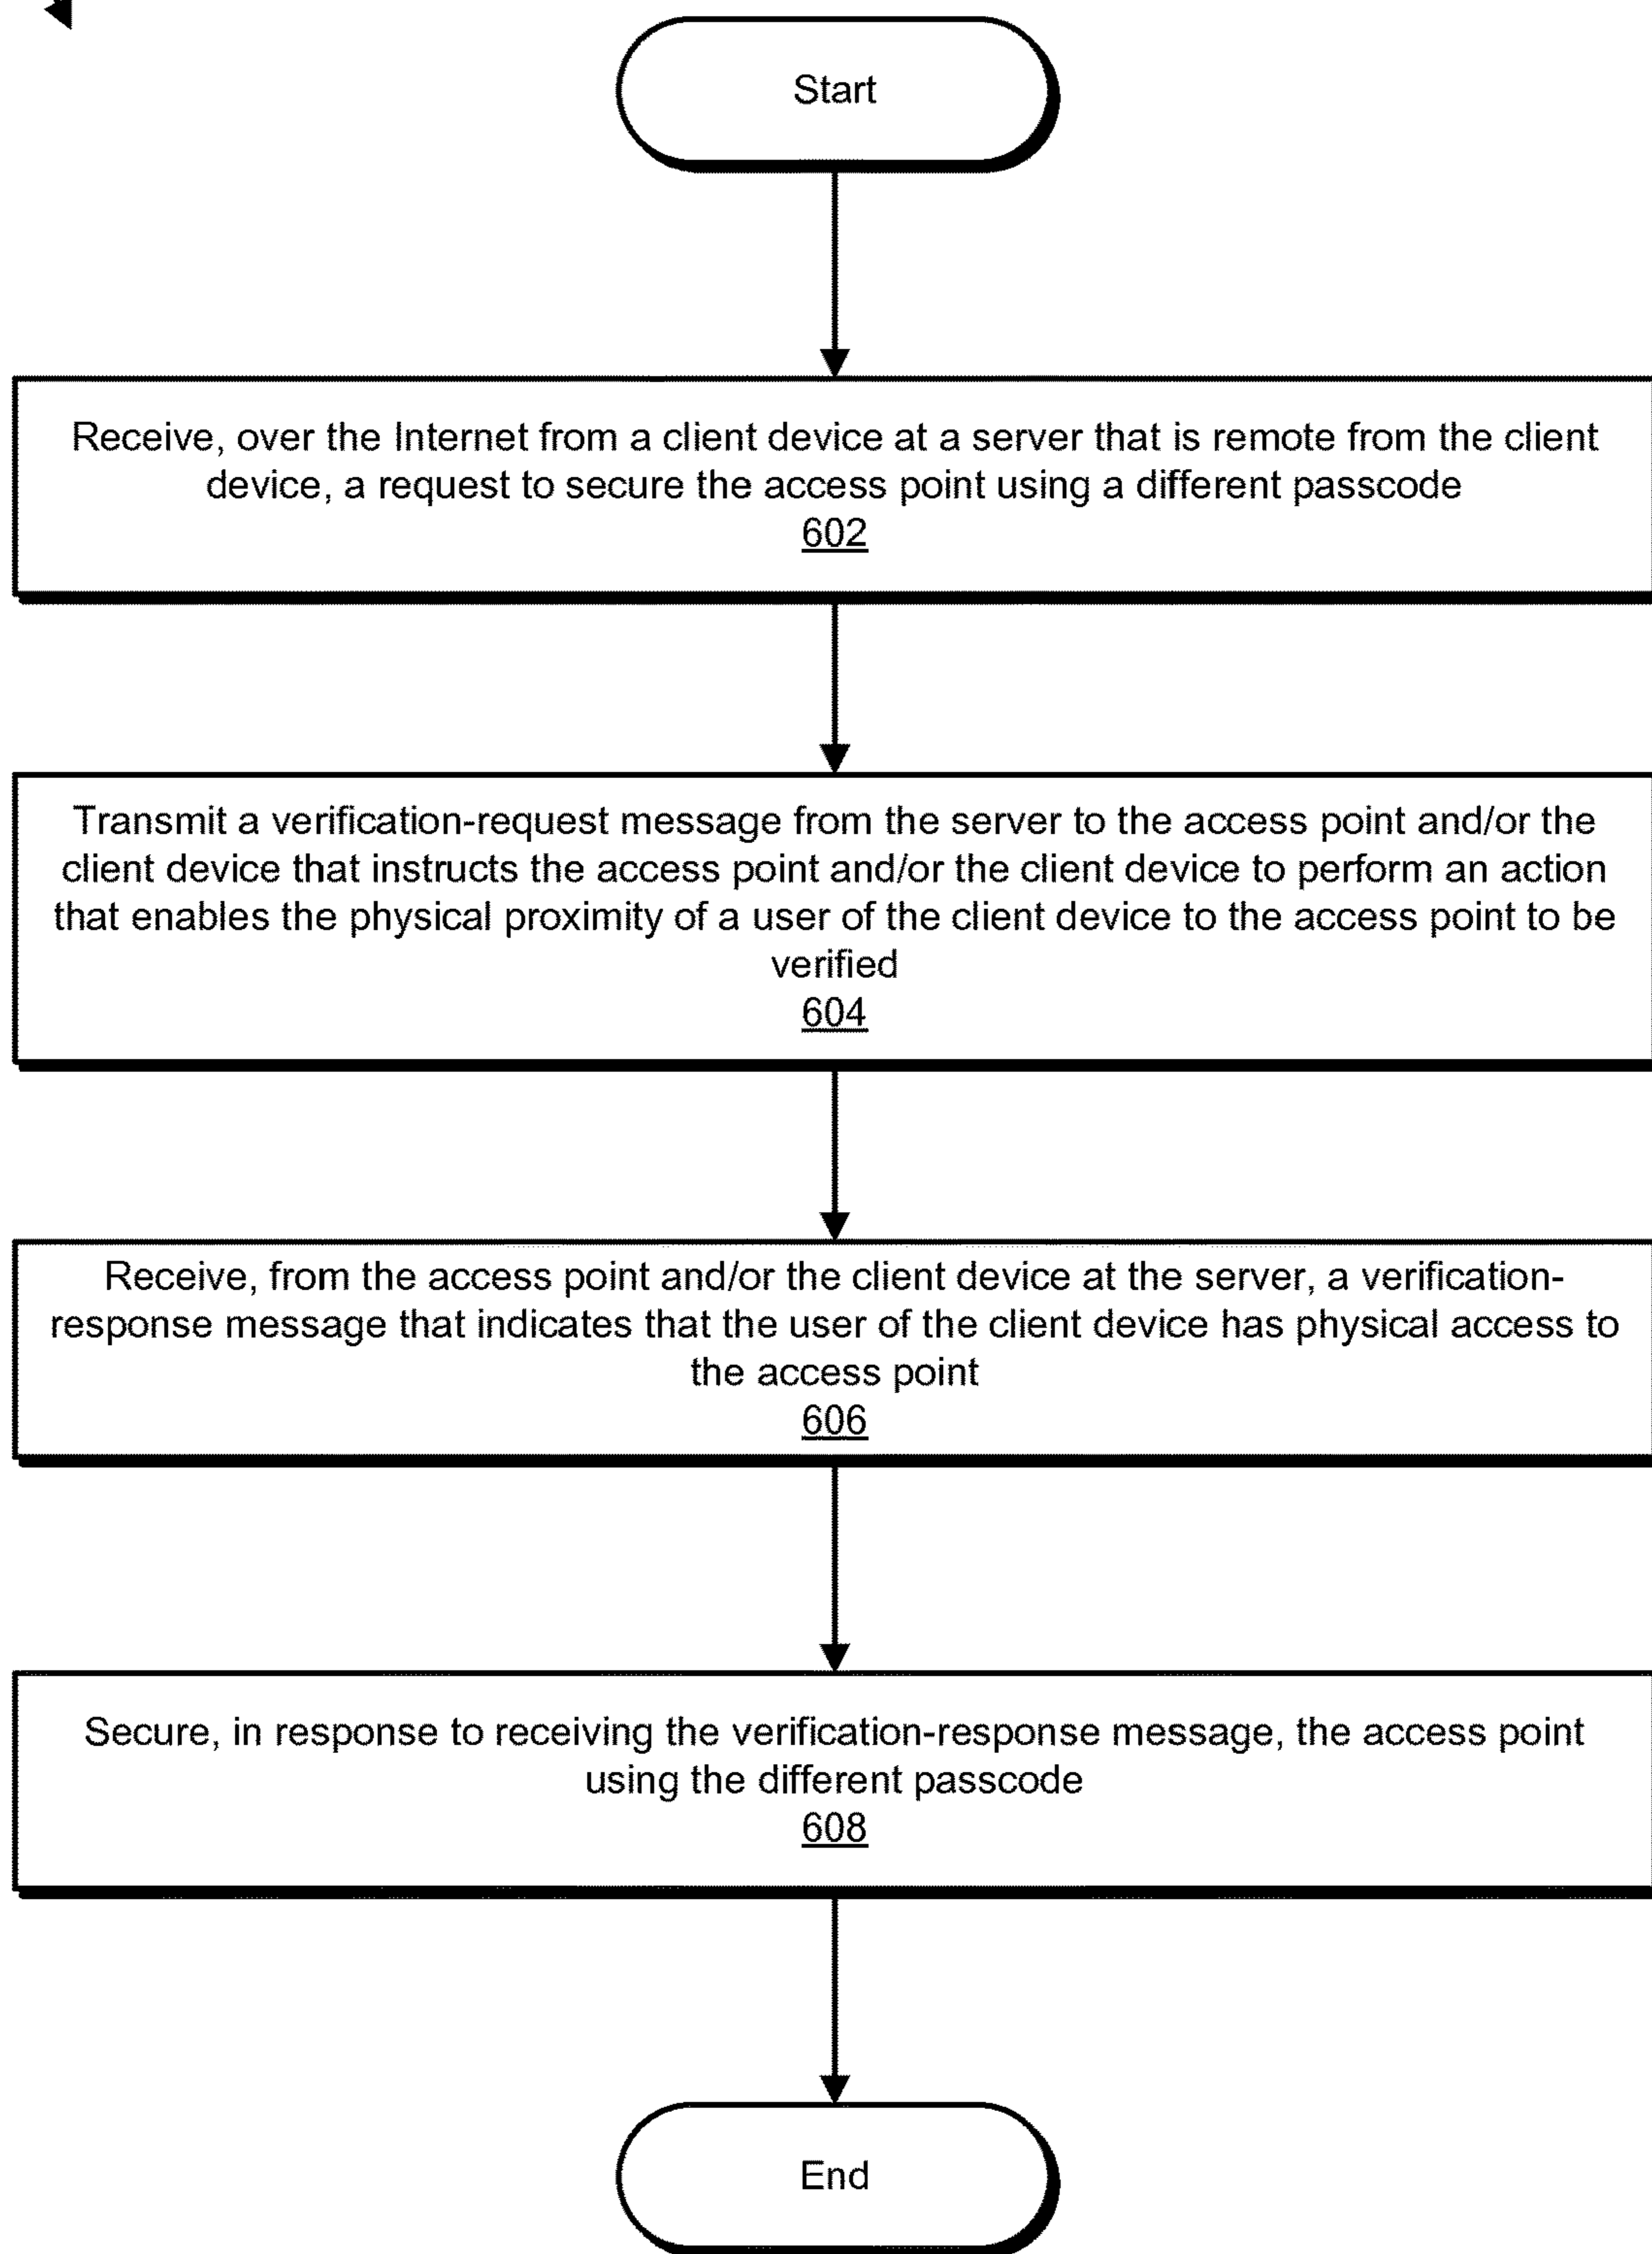 Start
Receive, over the Internet from a client device at a server that is remote from the client
device, a request to secure the access point using a different passcode
602
Transmit a verification-request message from the server to the access point and/or the
client device that instructs the access point and/or the client device to perform an action
that enables the physical proximity of a user of the client device to the access point to be
verified
604
Receive, from the access point and/or the client device at the server, a verification-
response message that indicates that the user of the client device has physical access to
the access point
606
Secure, in response to receiving the verification-response message, the access point
using the different passcode
608
End